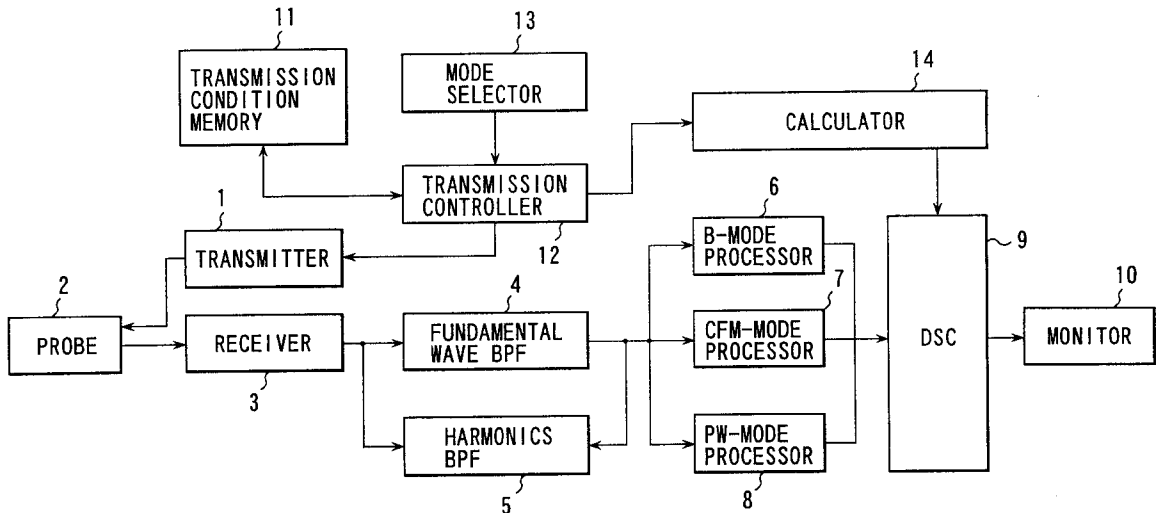 11
TRANSMISSION
CONDITION
MEMORY
13
MODE
SELECTOR
14
CALCULATOR
TRANSMISSION
CONTROLLER
12
1
TRANSMITTER
2
PROBE
RECEIVER
3
4
FUNDAMENTAL
WAVE BPF
HARMONICS
BPF
5
6
B-MODE
PROCESSOR
7
CFM-MODE
PROCESSOR
PW-MODE
PROCESSOR
8
9
DSC
10
MONITOR